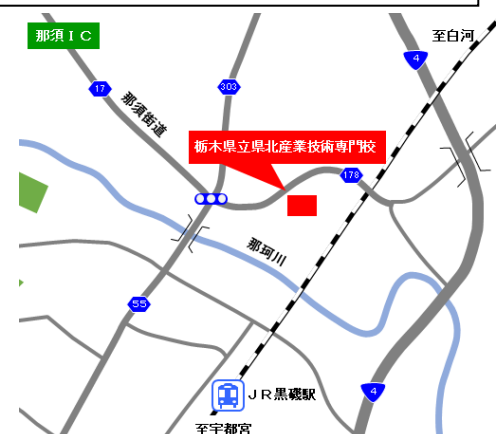 那須ＩＣ
至白河
4
17
303
那須街道
栃木県立県北産業技術専門校
178
那珂川
55
ＪＲ黒磯駅
4
至宇都宮